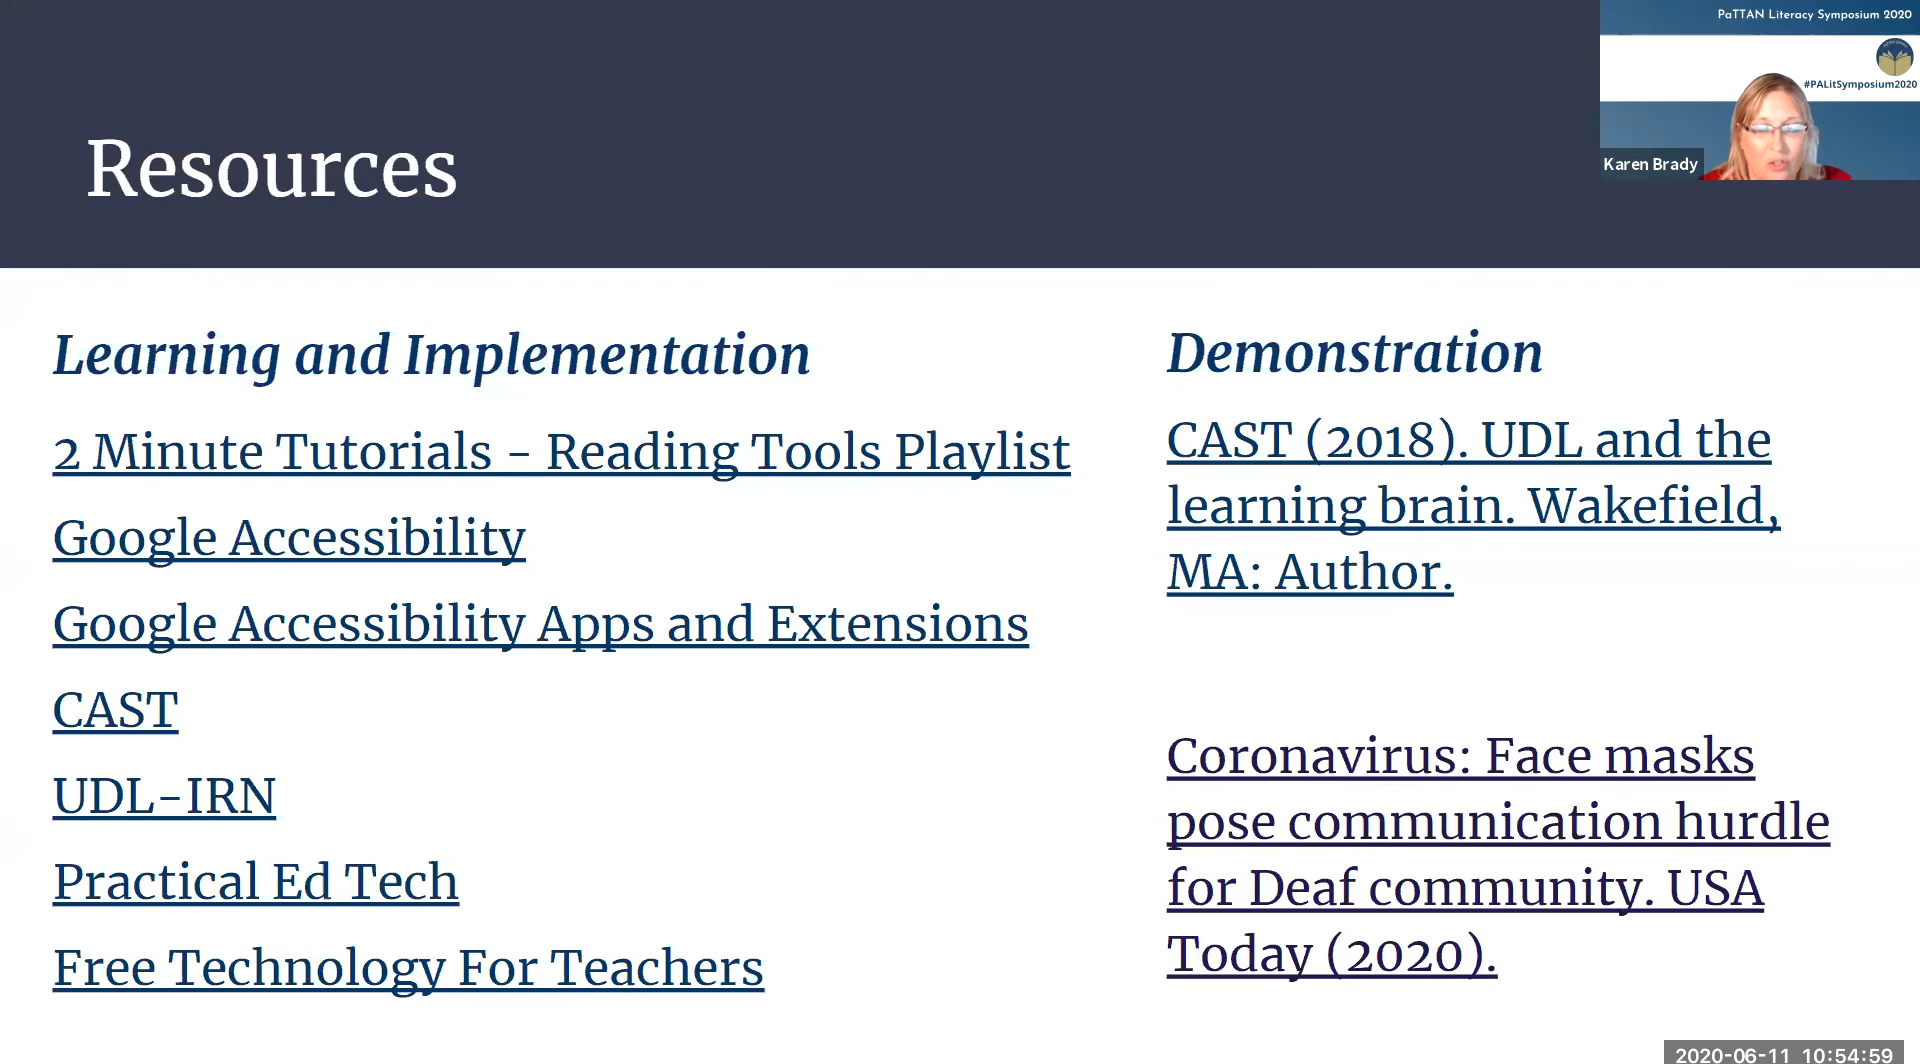 PaTTAN Literacy Symposium 2020
#PALitSymposium2020
Karen Brady
Resources
Learning and Implementation
2 Minute Tutorials - Reading Tools Playlist
Google Accessibility
Google Accessibility Apps and Extensions
CAST
UDL-IRN
Practical Ed Tech
Free Technology For Teachers
Demonstration
CAST (2018). UDL and the
learning brain. Wakefield,
MA: Author.
Coronavirus: Face masks
pose communication hurdle
for Deaf community. USA
Today (2020).
2020-06-11 10:54:59